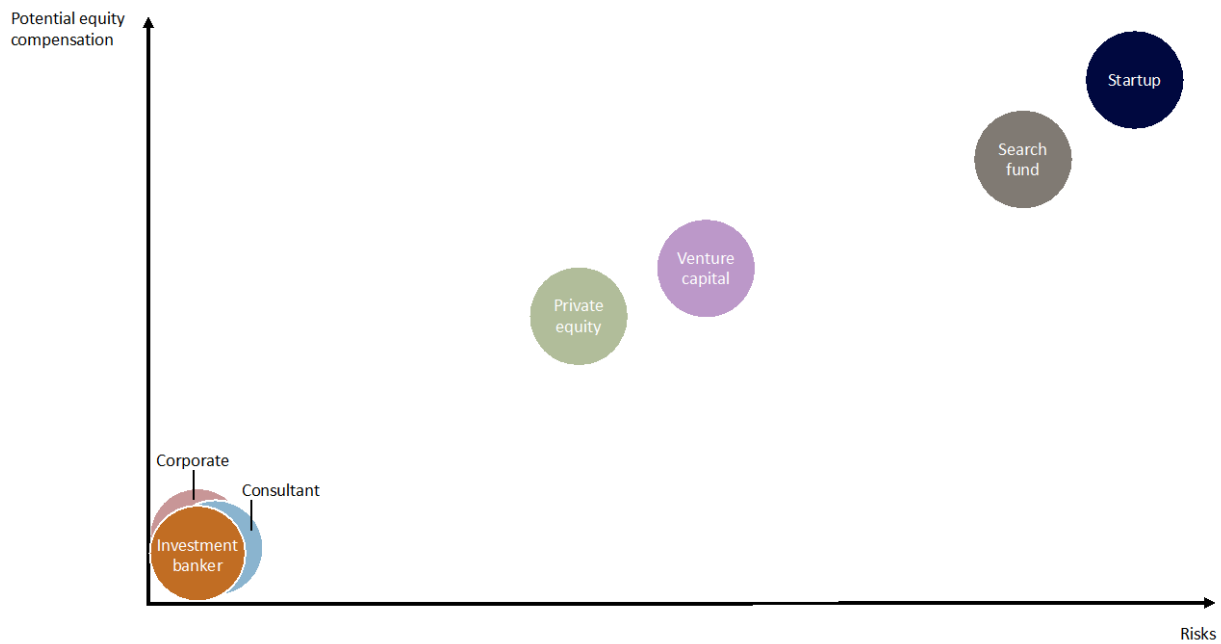 Potential equity
compensation
Startup
Search
fund
Venture
capital
Private
equity
Corporate
Consultant
Investment
banker
Risks